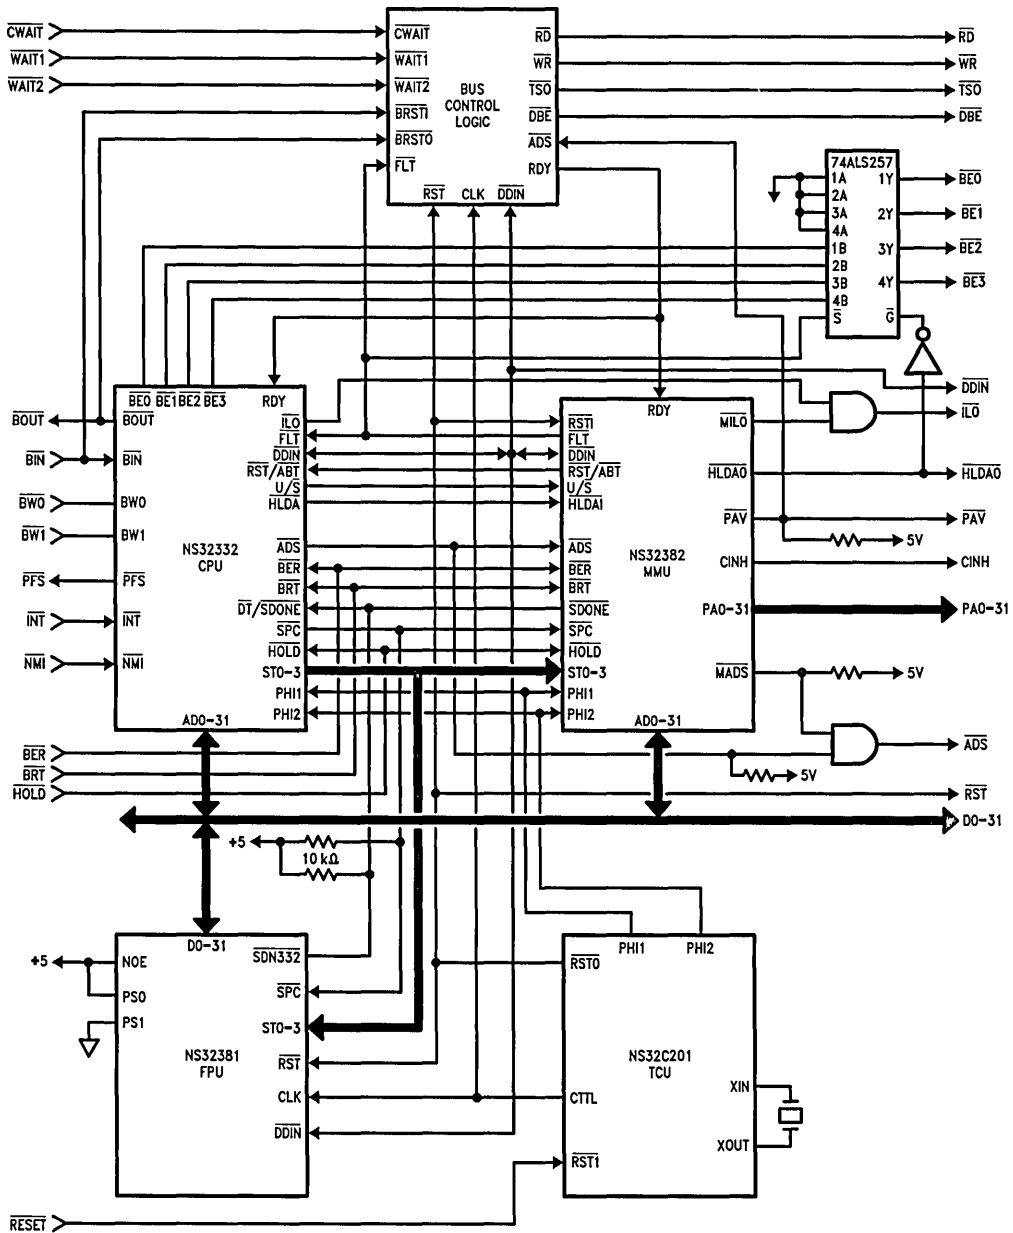 CWAIT
WAIT1
WAIT2
CWAIT
WAIT1
WAIT2
BRSTI
BRSTO
FLT
BUS
CONTROL
LOGIC
RD
WR
TSO
DBE
ADS
RDY
RST CLK DDIN
RD
WR
TSO
DBE
74ALS257
1A
2A
3A
4A
1B
2B
3B
4B
S
1Y
2Y
3Y
4Y
G
BE0
BE1
BE2
BE3
BOUT
BIN
BW0
BW1
PFS
INT
NMI
BE0 BE1 BE2 BE3 RDY
BOUT
BIN
BW0
BW1
PFS
INT
NMI
NS32332
CPU
ILO
FLT
DDIN
RST/ABT
U/S
HLDA
ADS
BER
BRT
DT/SDONE
SPC
HOLD
ST0-3
PHI1
PHI2
AD0-31
RDY
RSTI
FLT
DDIN
RST/ABT
U/S
HLDAI
ADS
BER
BRT
SDONE
SPC
HOLD
ST0-3
PHI1
PHI2
NS32382
MMU
MILO
HLDAO
PAV
CINH
PA0-31
MADS
AD0-31
DDIN
ILO
HLDAO
PAV
5V
CINH
PA0-31
5V
ADS
5V
RST
D0-31
BER
BRT
HOLD
+5
10 kΩ
D0-31
+5
NOE
PS0
PS1
NS32381
FPU
SDN332
SPC
ST0-3
RST
CLK
DDIN
PHI1 PHI2
RSTO
NS32C201
TCU
CTTL
RST1
XIN
XOUT
RESET